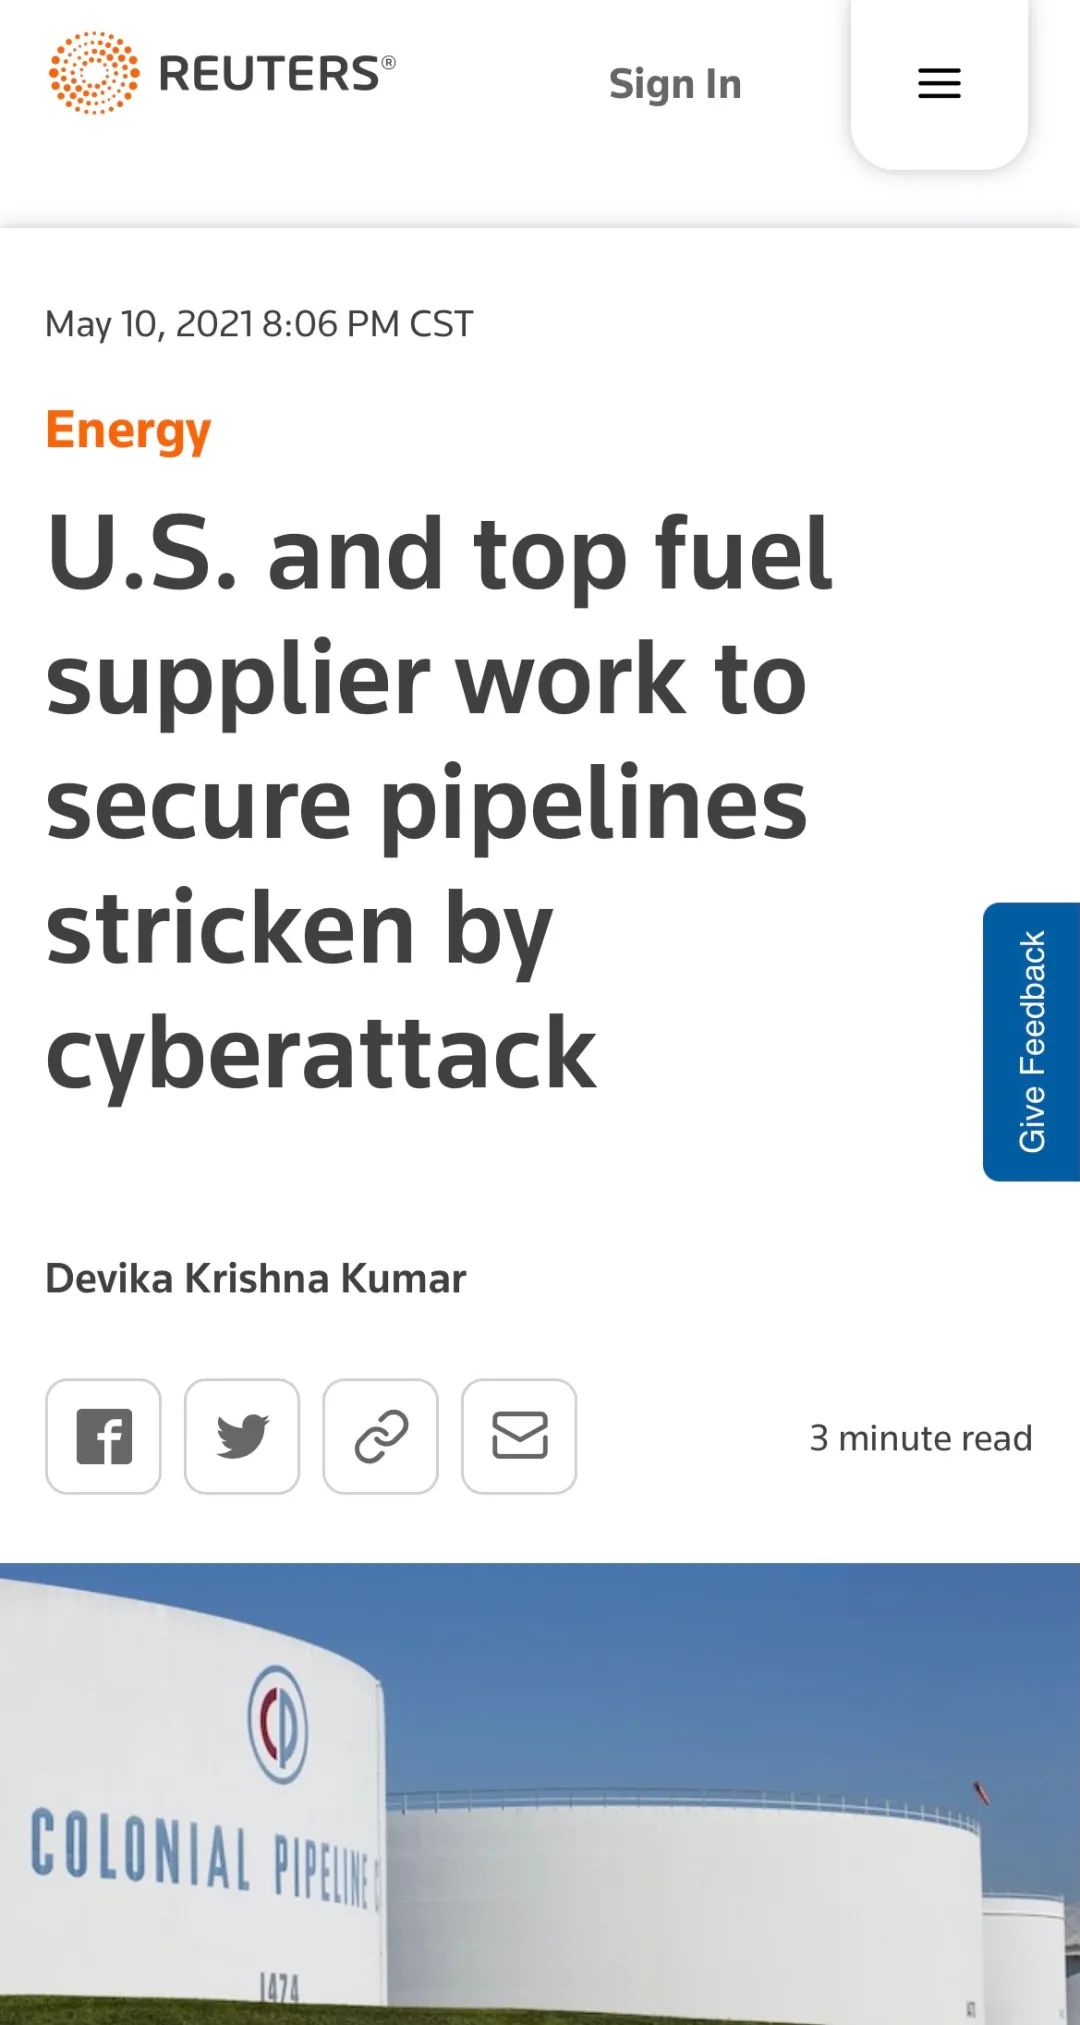 REUTERS®
Sign In
May 10, 2021 8:06 PM CST
Energy
U.S. and top fuel
supplier work to
secure pipelines
stricken by
cyberattack
Give Feedback
Devika Krishna Kumar
3 minute read
CP
COLONIAL PIPELINE
1474